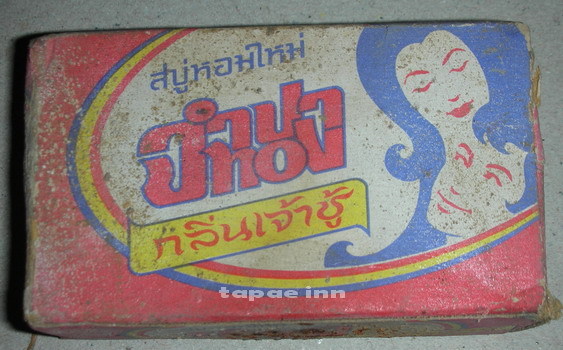 สบู่หอมใหม่
จำปา
ทอง
กลิ่นเจ้าชู้
tapae inn